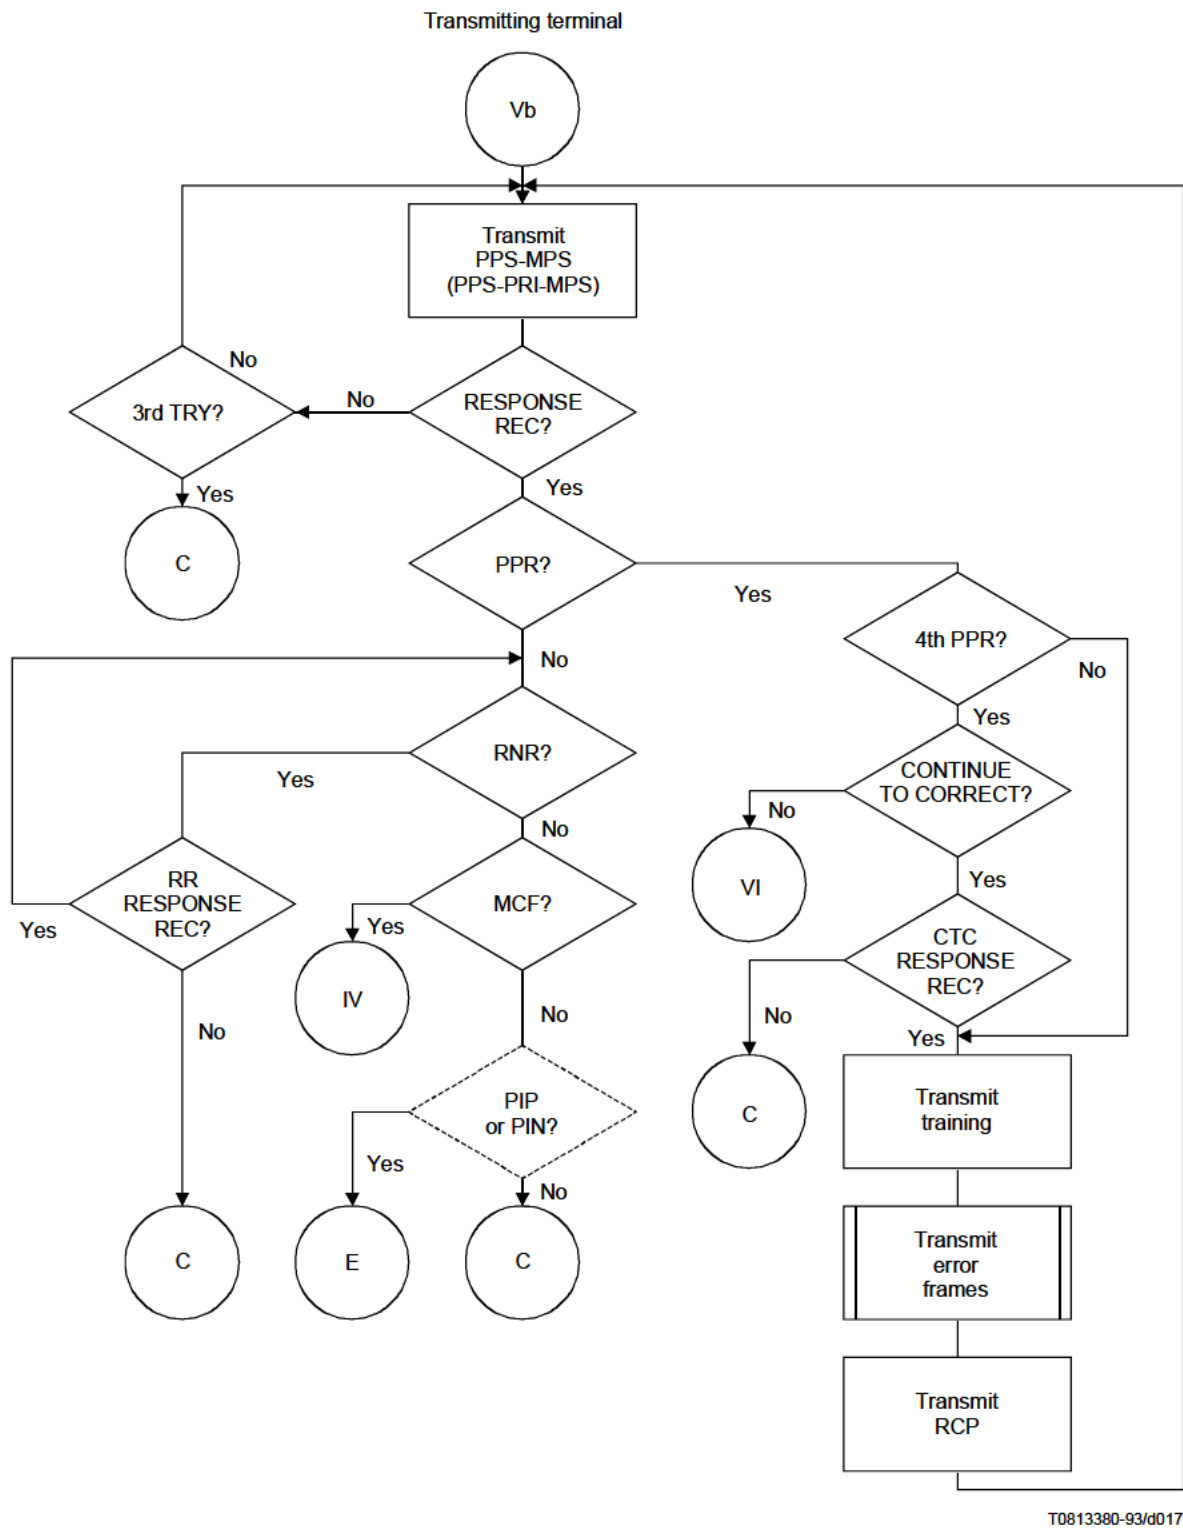 Transmitting terminal
Vb
Transmit
PPS-MPS
(PPS-PRI-MPS)
No
3rd TRY?
No
RESPONSE
REC?
Yes
Yes
C
PPR?
Yes
4th PPR?
No
No
Yes
RNR?
Yes
CONTINUE
TO CORRECT?
No
No
VI
Yes
RR
RESPONSE
REC?
Yes
MCF?
Yes
IV
CTC
RESPONSE
REC?
No
Yes
No
No
C
Transmit
training
PIP
or PIN?
Yes
No
C
E
C
Transmit
error
frames
Transmit
RCP
T0813380-93/d017